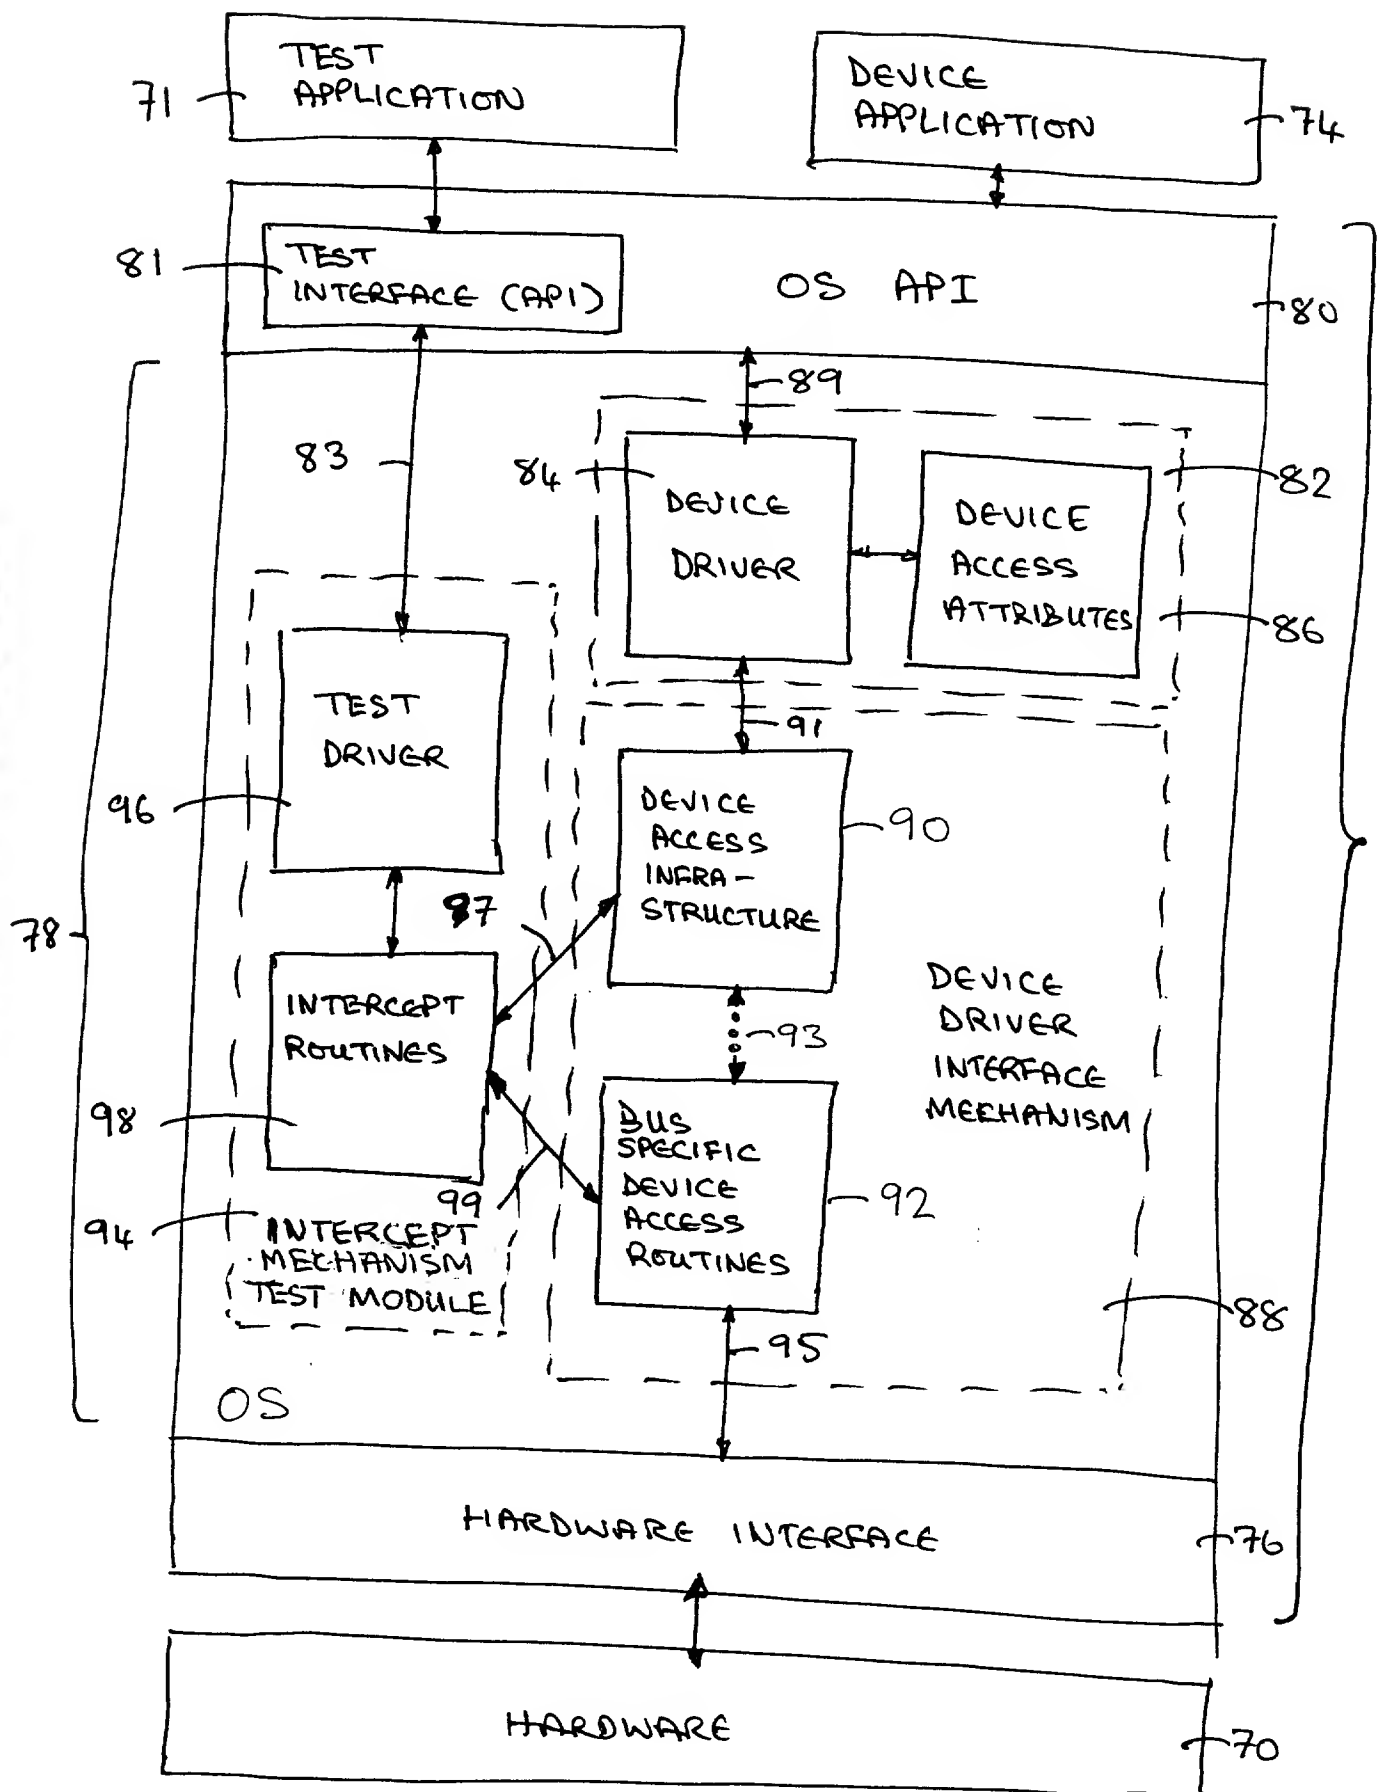 TEST
APPLICATION
71
DEVICE
APPLICATION
74
81
TEST
INTERFACE (API)
OS API
80
89
83
84
DEVICE
DRIVER
82
DEVICE
ACCESS
ATTRIBUTES
86
91
TEST
DRIVER
96
DEVICE
ACCESS
INFRA-
STRUCTURE
90
97
78
INTERCEPT
ROUTINES
93
DEVICE
DRIVER
INTERFACE
MECHANISM
98
BUS
SPECIFIC
DEVICE
ACCESS
ROUTINES
92
99
94
INTERCEPT
MECHANISM
TEST MODULE
88
95
OS
HARDWARE INTERFACE
76
HARDWARE
70